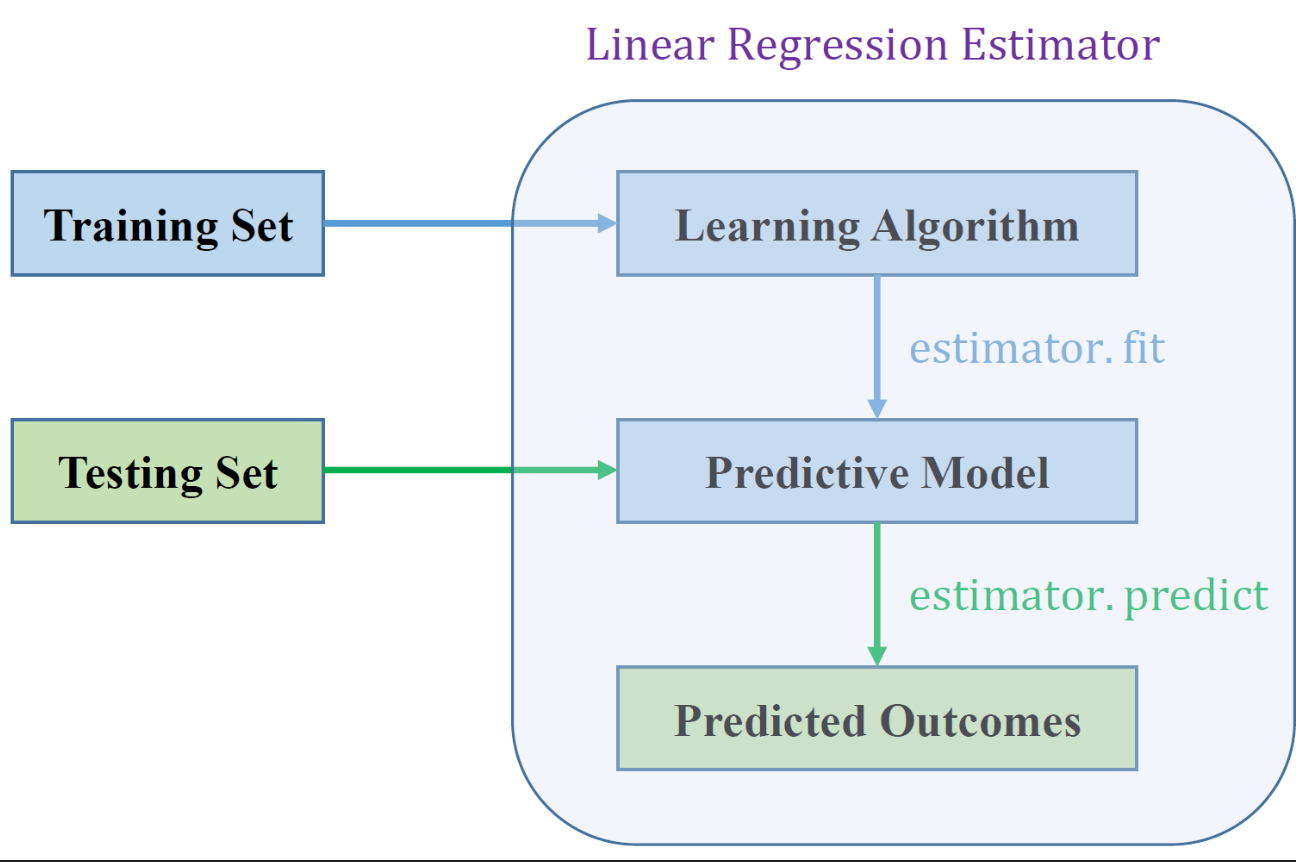 Linear Regression Estimator
Training Set
Learning Algorithm
estimator. fit
Testing Set
Predictive Model
estimator. predict
Predicted Outcomes